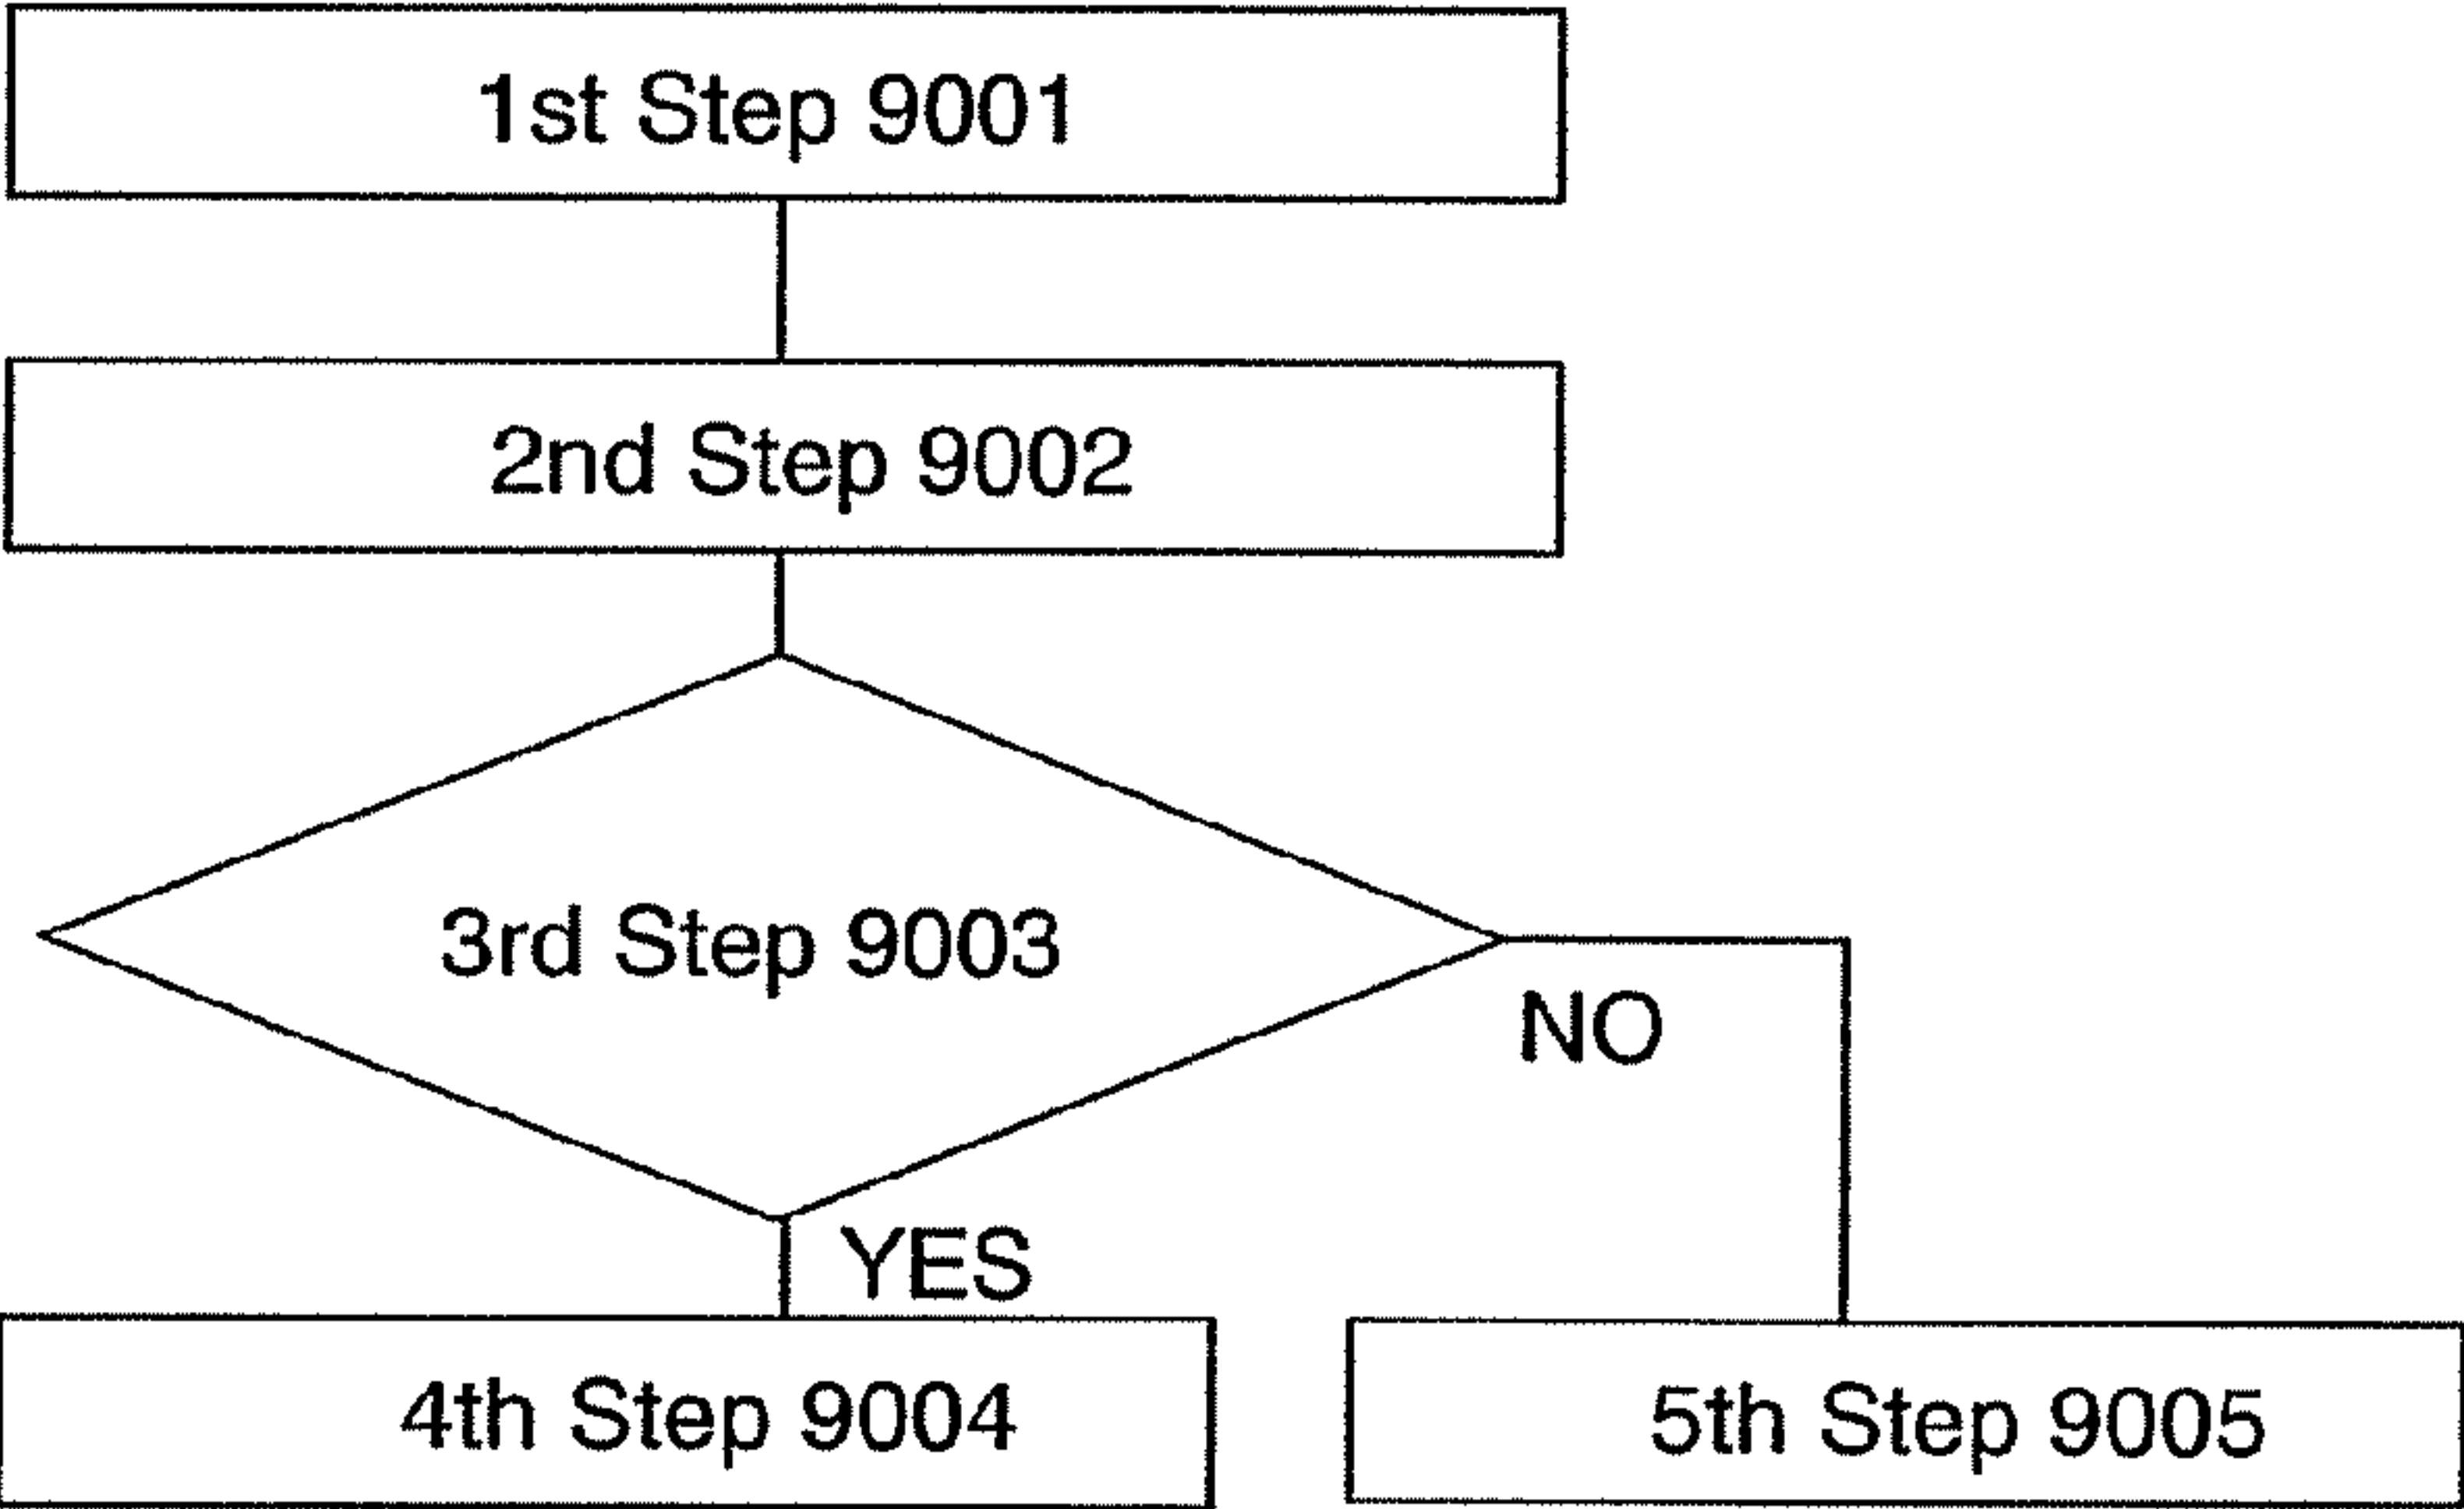 1st Step 9001
2nd Step 9002
3rd Step 9003
NO
YES
4th Step 9004
5th Step 9005